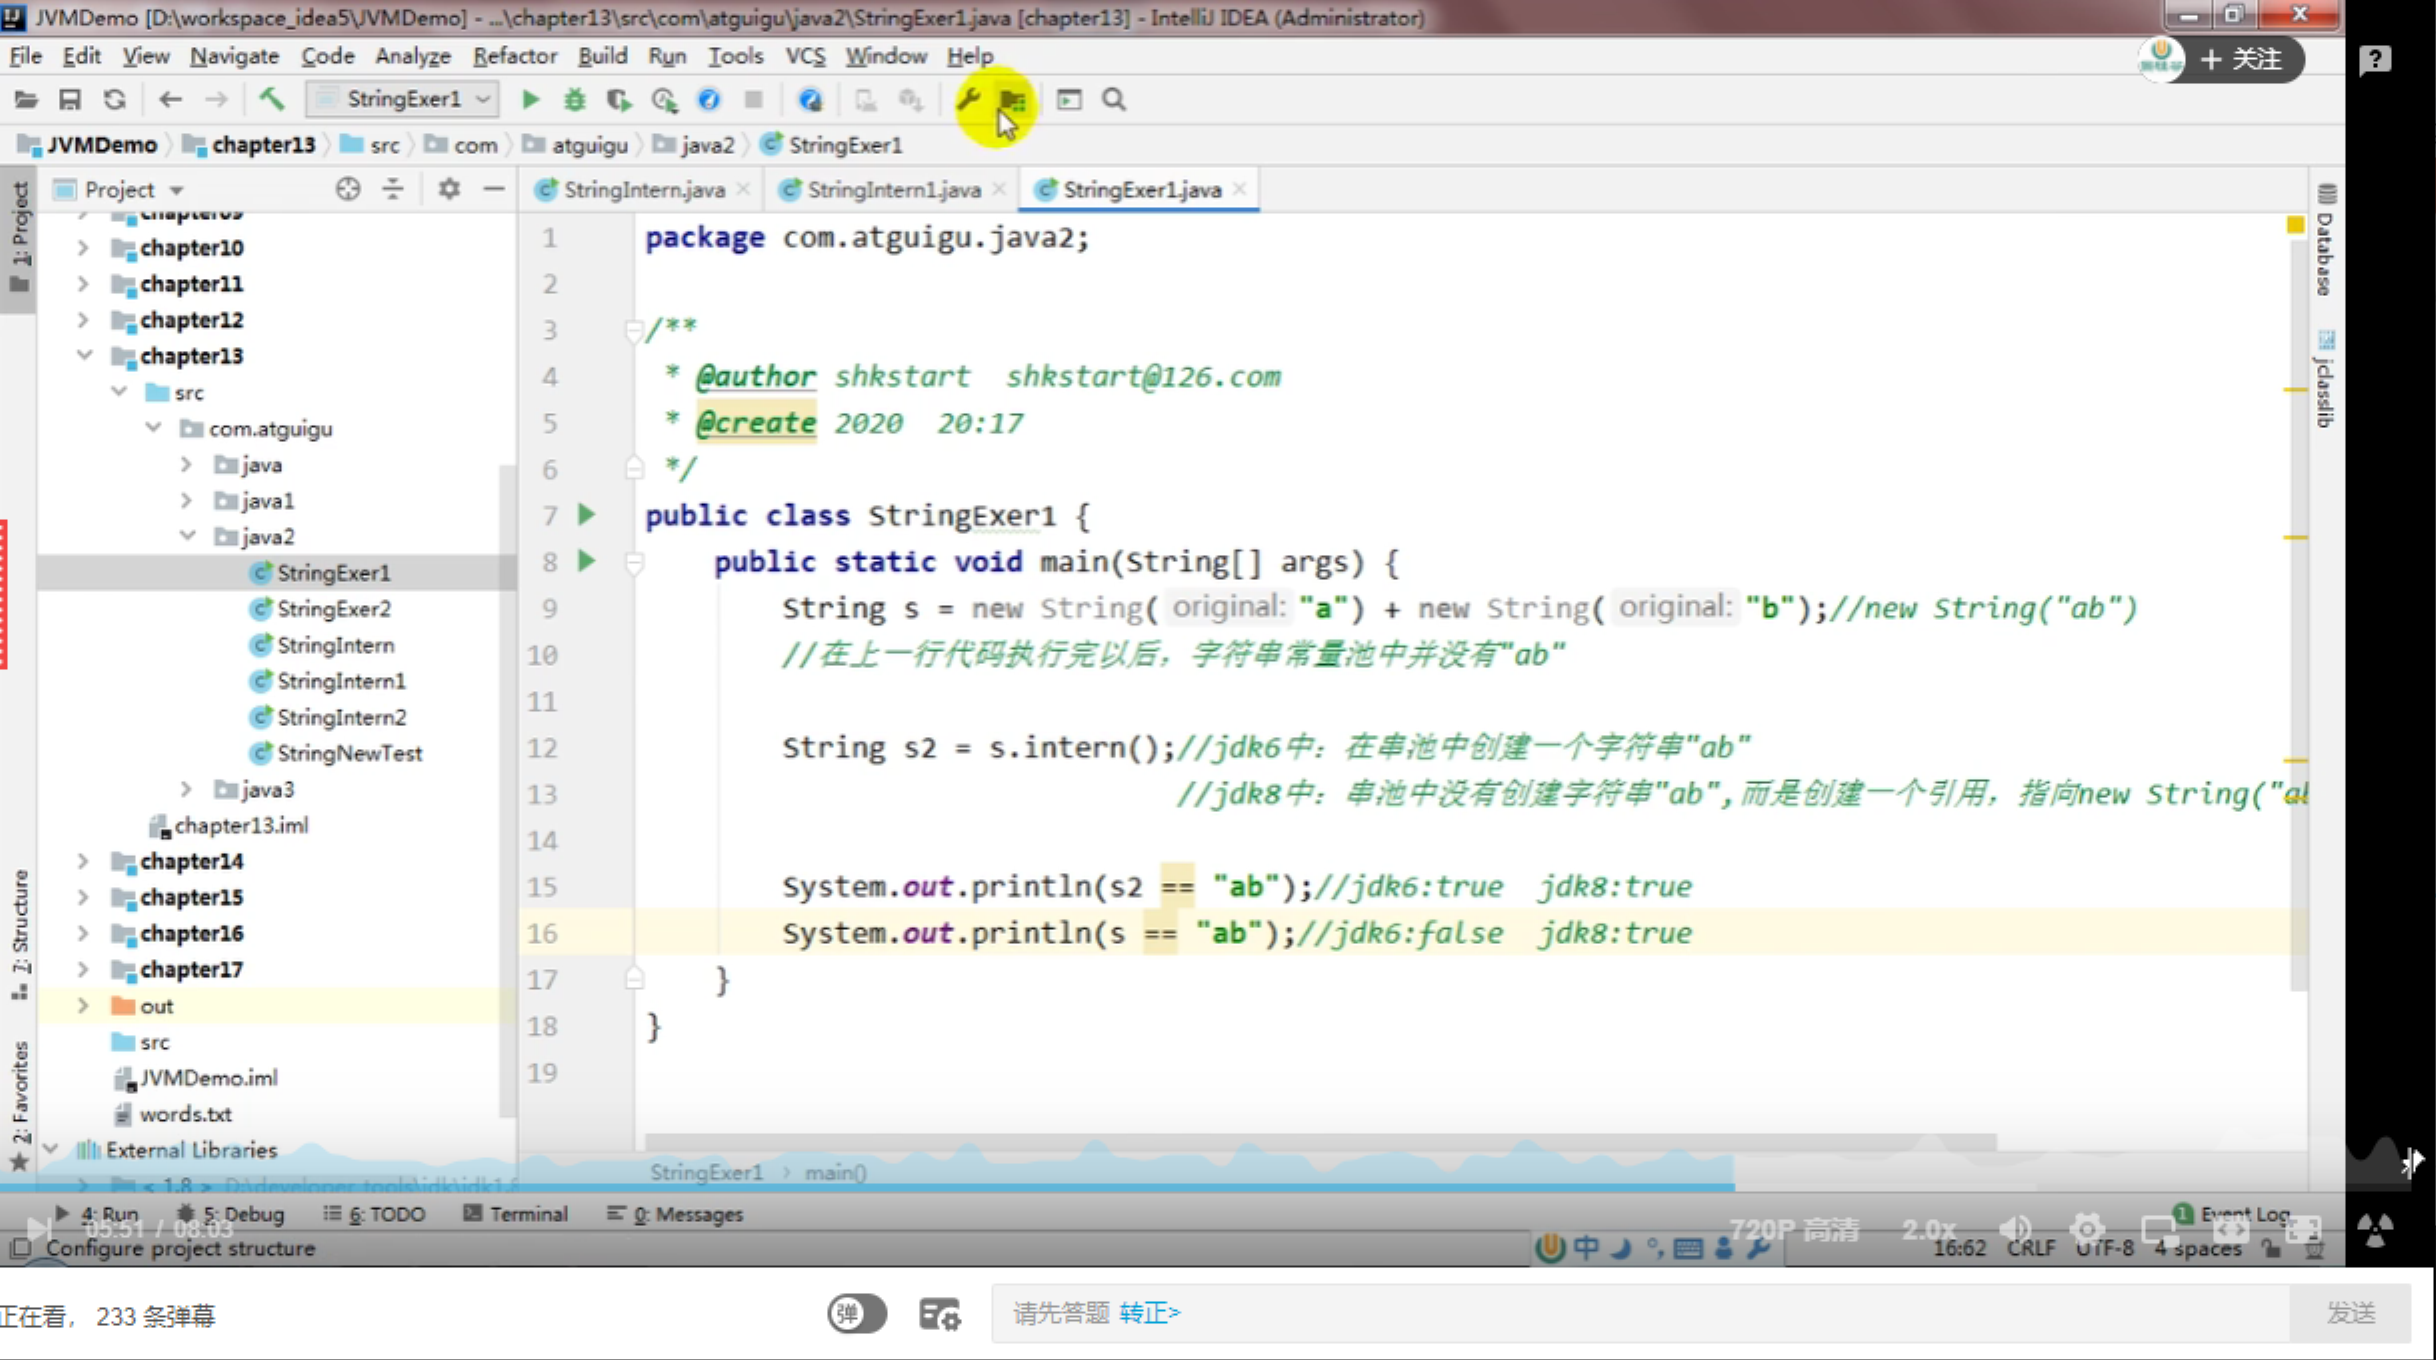 JVMDemo [D:\workspace_idea5\JVMDemo] - ...\chapter13\src\com\atguigu\java2\StringExer1.java [chapter13] - IntelliJ IDEA (Administrator)
File Edit View Navigate Code Analyze Refactor Build Run Tools VCS Window Help
+ 关注
StringExer1
JVMDemo chapter13 src com atguigu java2 StringExer1
1: Project
Project
StringIntern.java StringIntern1.java StringExer1.java
chapter09
chapter10
chapter11
chapter12
chapter13
src
com.atguigu
java
java1
java2
StringExer1
StringExer2
StringIntern
StringIntern1
StringIntern2
StringNewTest
java3
chapter13.iml
chapter14
chapter15
chapter16
chapter17
out
src
JVMDemo.iml
words.txt
External Libraries
< 1.8 > D:\developer_tools\jdk\jdk1.8
7: Structure
2: Favorites
1 package com.atguigu.java2;
2
3 /**
4 * @author shkstart shkstart@126.com
5 * @create 2020 20:17
6 */
7 public class StringExer1 {
8 public static void main(String[] args) {
9 String s = new String( original: "a") + new String( original: "b");//new String("ab")
10 //在上一行代码执行完以后，字符串常量池中并没有"ab"
11
12 String s2 = s.intern();//jdk6中：在串池中创建一个字符串"ab"
13 //jdk8中：串池中没有创建字符串"ab",而是创建一个引用，指向new String("ab
14
15 System.out.println(s2 == "ab");//jdk6:true jdk8:true
16 System.out.println(s == "ab");//jdk6:false jdk8:true
17 }
18 }
19
Database
jclasslib
StringExer1 > main()
4: Run 5: Debug 6: TODO Terminal 0: Messages 1 Event Log
05:51 / 08:03 720P 高清 2.0x
Configure project structure 中 16:62 CRLF UTF-8 4 spaces
正在看， 233 条弹幕 弹 请先答题 转正> 发送